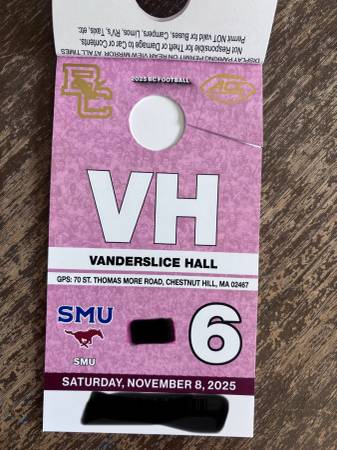 DISPLAY PARKING PERMIT ON REAR VIEW MIRROR AT ALL TIMES
Permit NOT valid for Buses, Campers, Limos, RV's, Taxis, etc
Not Responsible for Theft or Damage to Car or Contents.
BC
2025 BC FOOTBALL
ACC
VH
VANDERSLICE HALL
GPS: 70 ST. THOMAS MORE ROAD, CHESTNUT HILL, MA 02467
SMU
SMU
6
SATURDAY, NOVEMBER 8, 2025